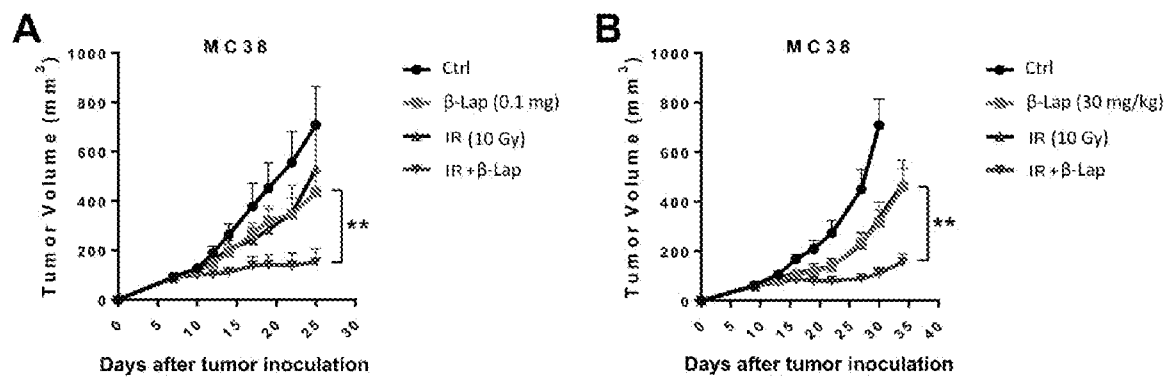 A
MC38
Tumor Volume (mm³)
1000
800
600
400
200
0
0 5 10 15 20 25 30
Days after tumor inoculation
Ctrl
β-Lap (0.1 mg)
IR (10 Gy)
IR+β-Lap
**
B
MC38
Tumor Volume (mm³)
1000
800
600
400
200
0
0 5 10 15 20 25 30 35 40
Days after tumor inoculation
Ctrl
β-Lap (30 mg/kg)
IR (10 Gy)
IR+β-Lap
**